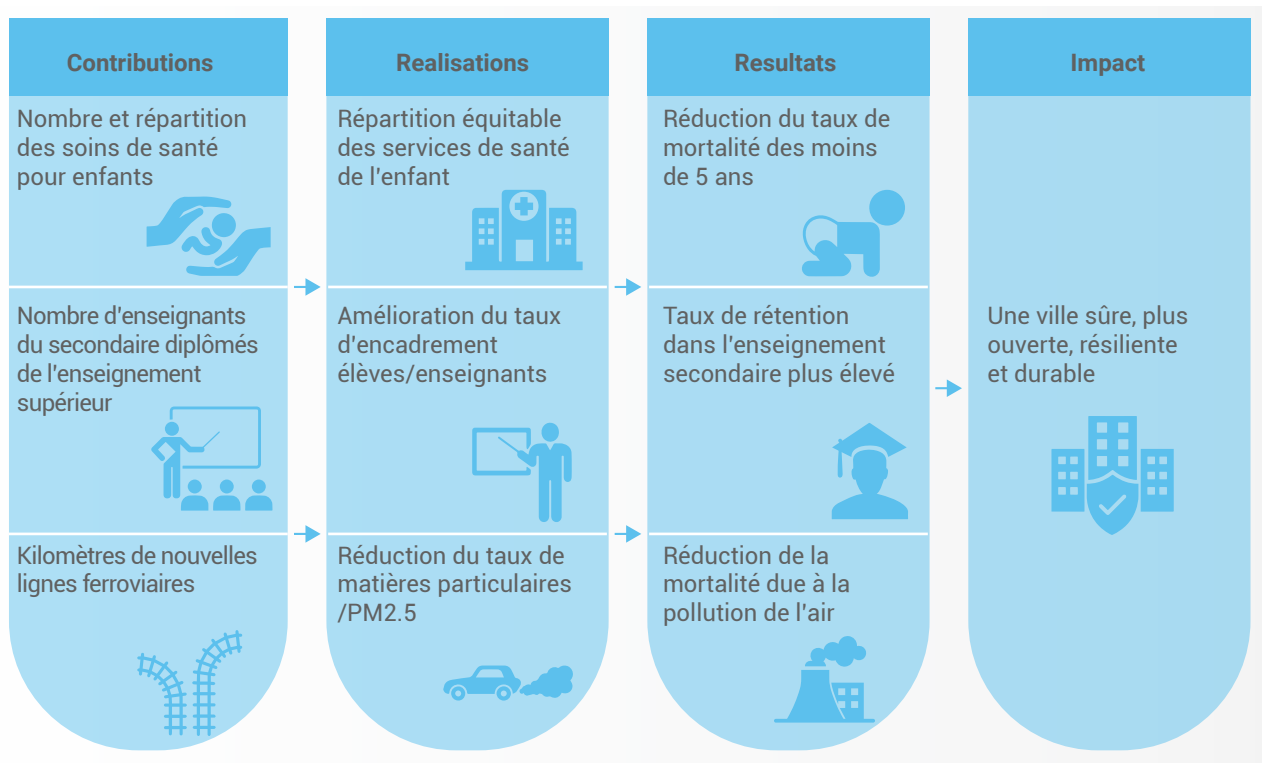 Contributions
Nombre et répartition
des soins de santé
pour enfants
Nombre d'enseignants
du secondaire diplômés
de l'enseignement
supérieur
Kilomètres de nouvelles
lignes ferroviaires
Realisations
Répartition équitable
des services de santé
de l'enfant
Amélioration du taux
d'encadrement
élèves/enseignants
Réduction du taux de
matières particulaires
/PM2.5
Resultats
Réduction du taux de
mortalité des moins
de 5 ans
Taux de rétention
dans l'enseignement
secondaire plus élevé
Réduction de la
mortalité due à la
pollution de l'air
Impact
Une ville sûre, plus
ouverte, résiliente
et durable